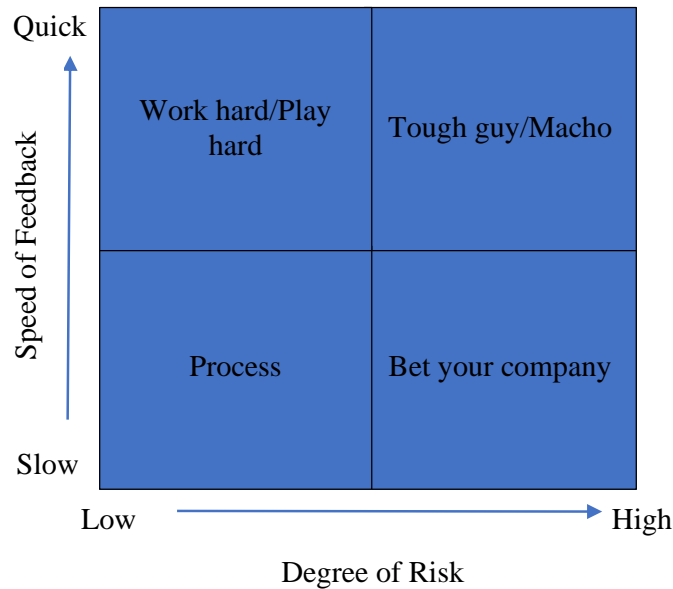 Quick
Work hard/Play
hard
Tough guy/Macho
Speed of Feedback
Process
Bet your company
Slow
Low
High
Degree of Risk